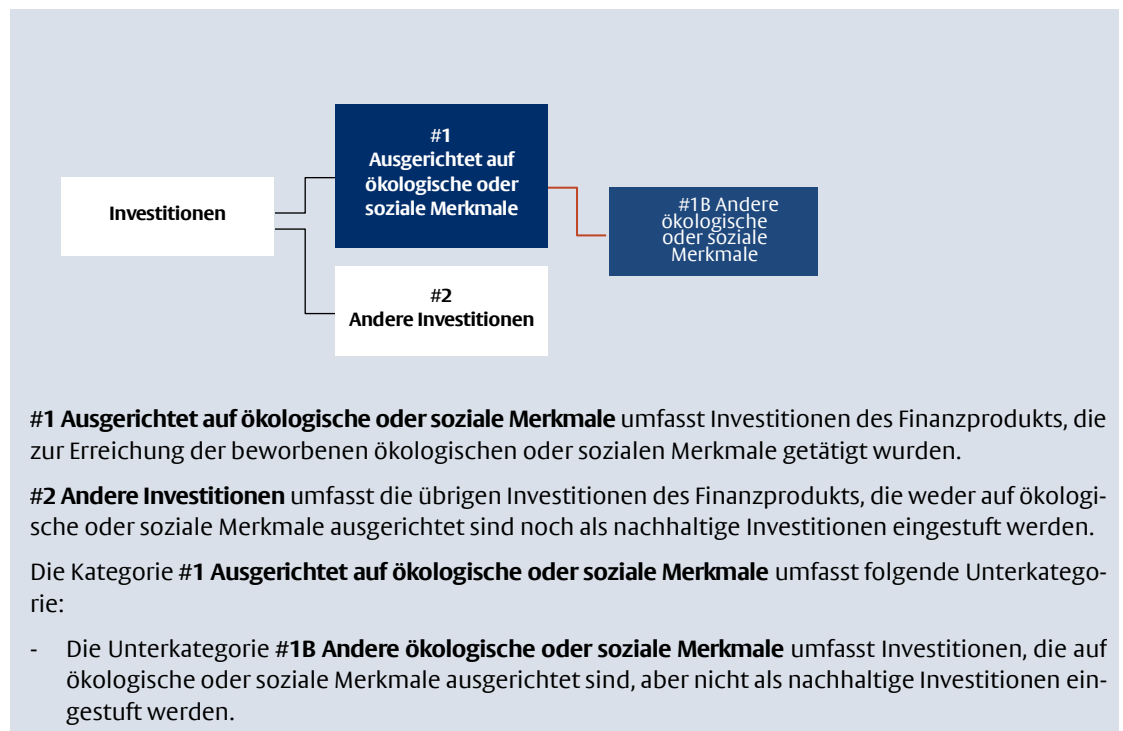 #1
Ausgerichtet auf
ökologische oder
soziale Merkmale
Investitionen
#1B Andere
ökologische
oder soziale
Merkmale
#2
Andere Investitionen
#1 Ausgerichtet auf ökologische oder soziale Merkmale umfasst Investitionen des Finanzprodukts, die
zur Erreichung der beworbenen ökologischen oder sozialen Merkmale getätigt wurden.
#2 Andere Investitionen umfasst die übrigen Investitionen des Finanzprodukts, die weder auf ökologi-
sche oder soziale Merkmale ausgerichtet sind noch als nachhaltige Investitionen eingestuft werden.
Die Kategorie #1 Ausgerichtet auf ökologische oder soziale Merkmale umfasst folgende Unterkatego-
rie:
- Die Unterkategorie #1B Andere ökologische oder soziale Merkmale umfasst Investitionen, die auf
ökologische oder soziale Merkmale ausgerichtet sind, aber nicht als nachhaltige Investitionen ein-
gestuft werden.